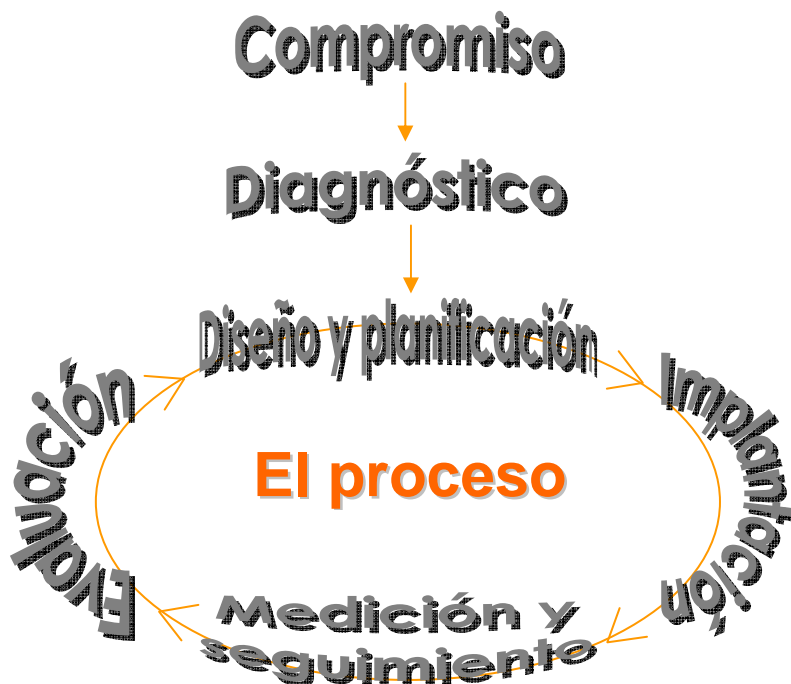 Compromiso
Diagnóstico
Diseño y planificación
Implantación
El proceso
Evaluación
Medición y
seguimiento